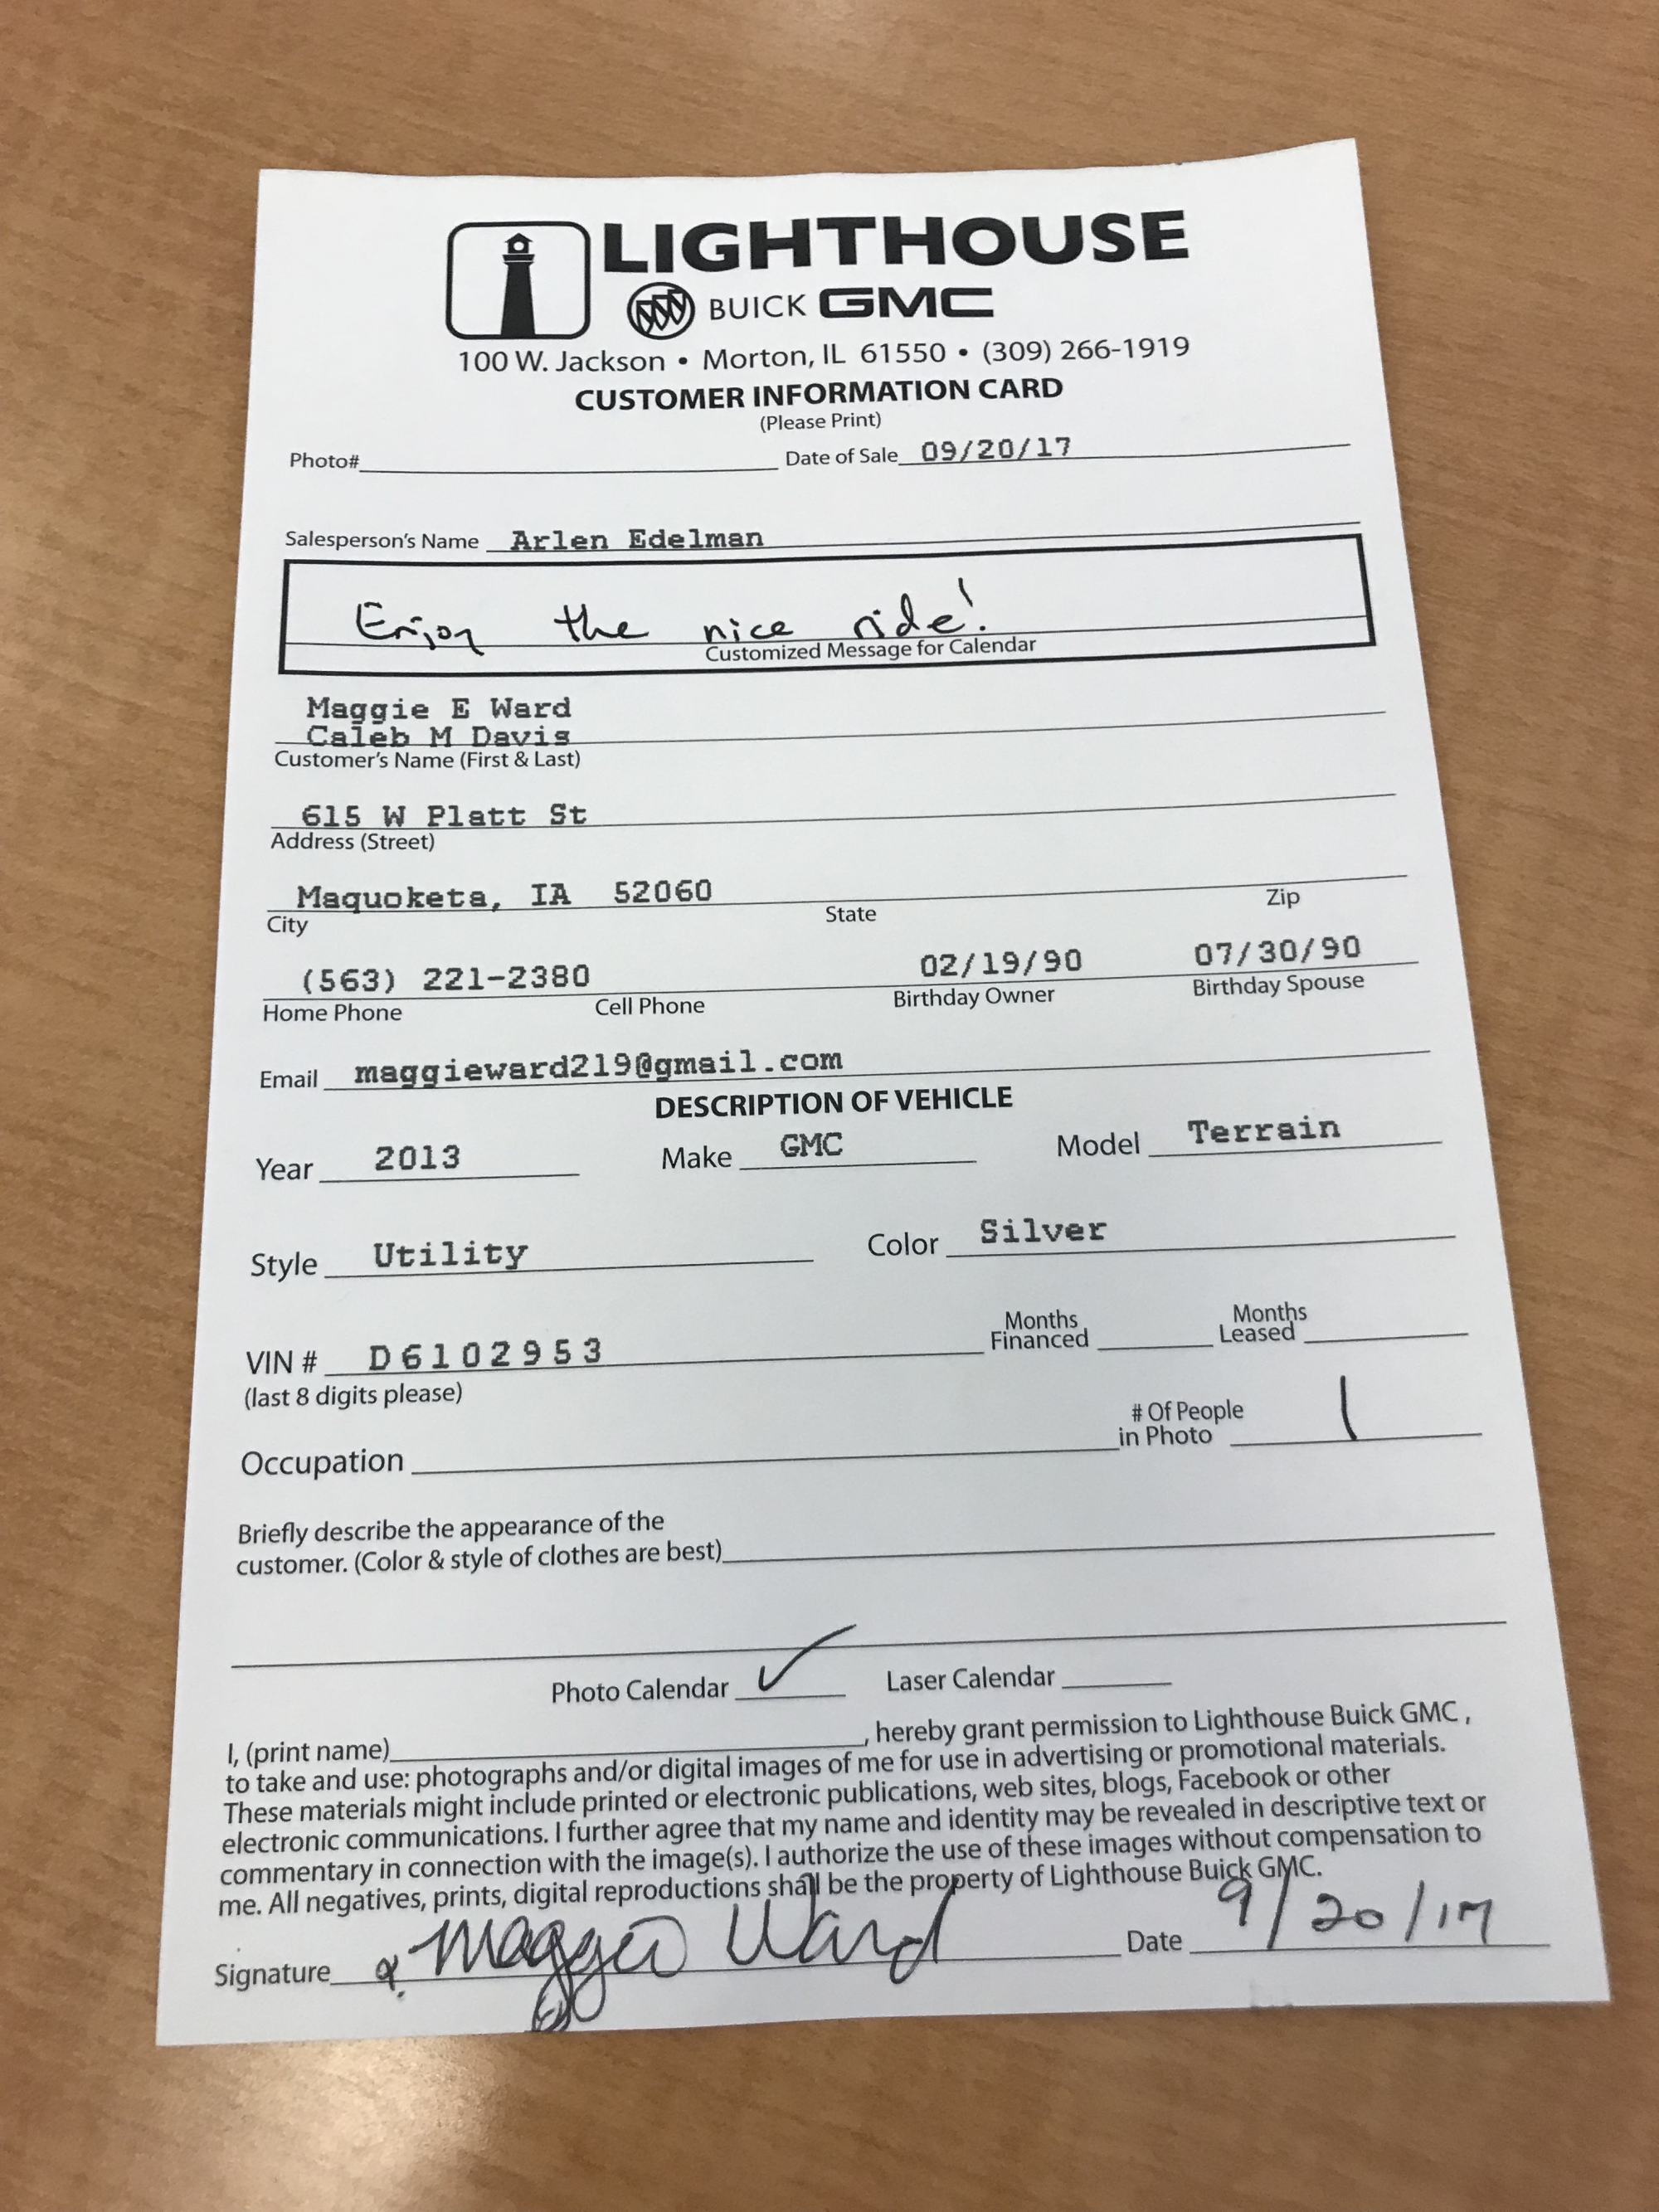 LIGHTHOUSE
BUICK GMC
100 W. Jackson • Morton, IL 61550 • (309) 266-1919
CUSTOMER INFORMATION CARD
(Please Print)
Photo# Date of Sale 09/20/17
Salesperson's Name Arlen Edelman
Enjoy the nice ride!
Customized Message for Calendar
Maggie E Ward
Caleb M Davis
Customer's Name (First & Last)
615 W Platt St
Address (Street)
Maquoketa, IA 52060
City State Zip
(563) 221-2380 02/19/90 07/30/90
Home Phone Cell Phone Birthday Owner Birthday Spouse
Email maggieward219@gmail.com
DESCRIPTION OF VEHICLE
Year 2013 Make GMC Model Terrain
Style Utility Color Silver
VIN # D6102953 Months Financed Months Leased
(last 8 digits please)
Occupation # Of People in Photo 1
Briefly describe the appearance of the
customer. (Color & style of clothes are best)
Photo Calendar ✓ Laser Calendar
I, (print name), hereby grant permission to Lighthouse Buick GMC ,
to take and use: photographs and/or digital images of me for use in advertising or promotional materials.
These materials might include printed or electronic publications, web sites, blogs, Facebook or other
electronic communications. I further agree that my name and identity may be revealed in descriptive text or
commentary in connection with the image(s). I authorize the use of these images without compensation to
me. All negatives, prints, digital reproductions shall be the property of Lighthouse Buick GMC.
Signature Maggie Ward Date 9/20/17